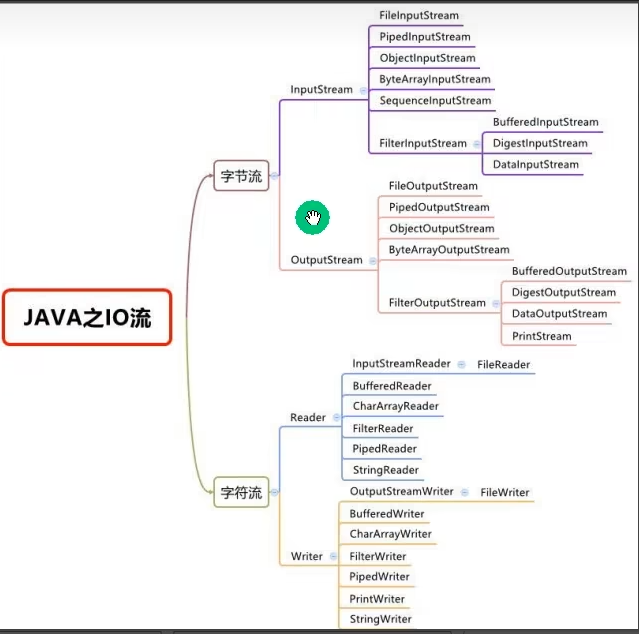 JAVA之IO流
字节流
InputStream
FileInputStream
PipedInputStream
ObjectInputStream
ByteArrayInputStream
SequenceInputStream
FilterInputStream
BufferedInputStream
DigestInputStream
DataInputStream
OutputStream
FileOutputStream
PipedOutputStream
ObjectOutputStream
ByteArrayOutputStream
FilterOutputStream
BufferedOutputStream
DigestOutputStream
DataOutputStream
PrintStream
字符流
Reader
InputStreamReader
FileReader
BufferedReader
CharArrayReader
FilterReader
PipedReader
StringReader
Writer
OutputStreamWriter
FileWriter
BufferedWriter
CharArrayWriter
FilterWriter
PipedWriter
PrintWriter
StringWriter